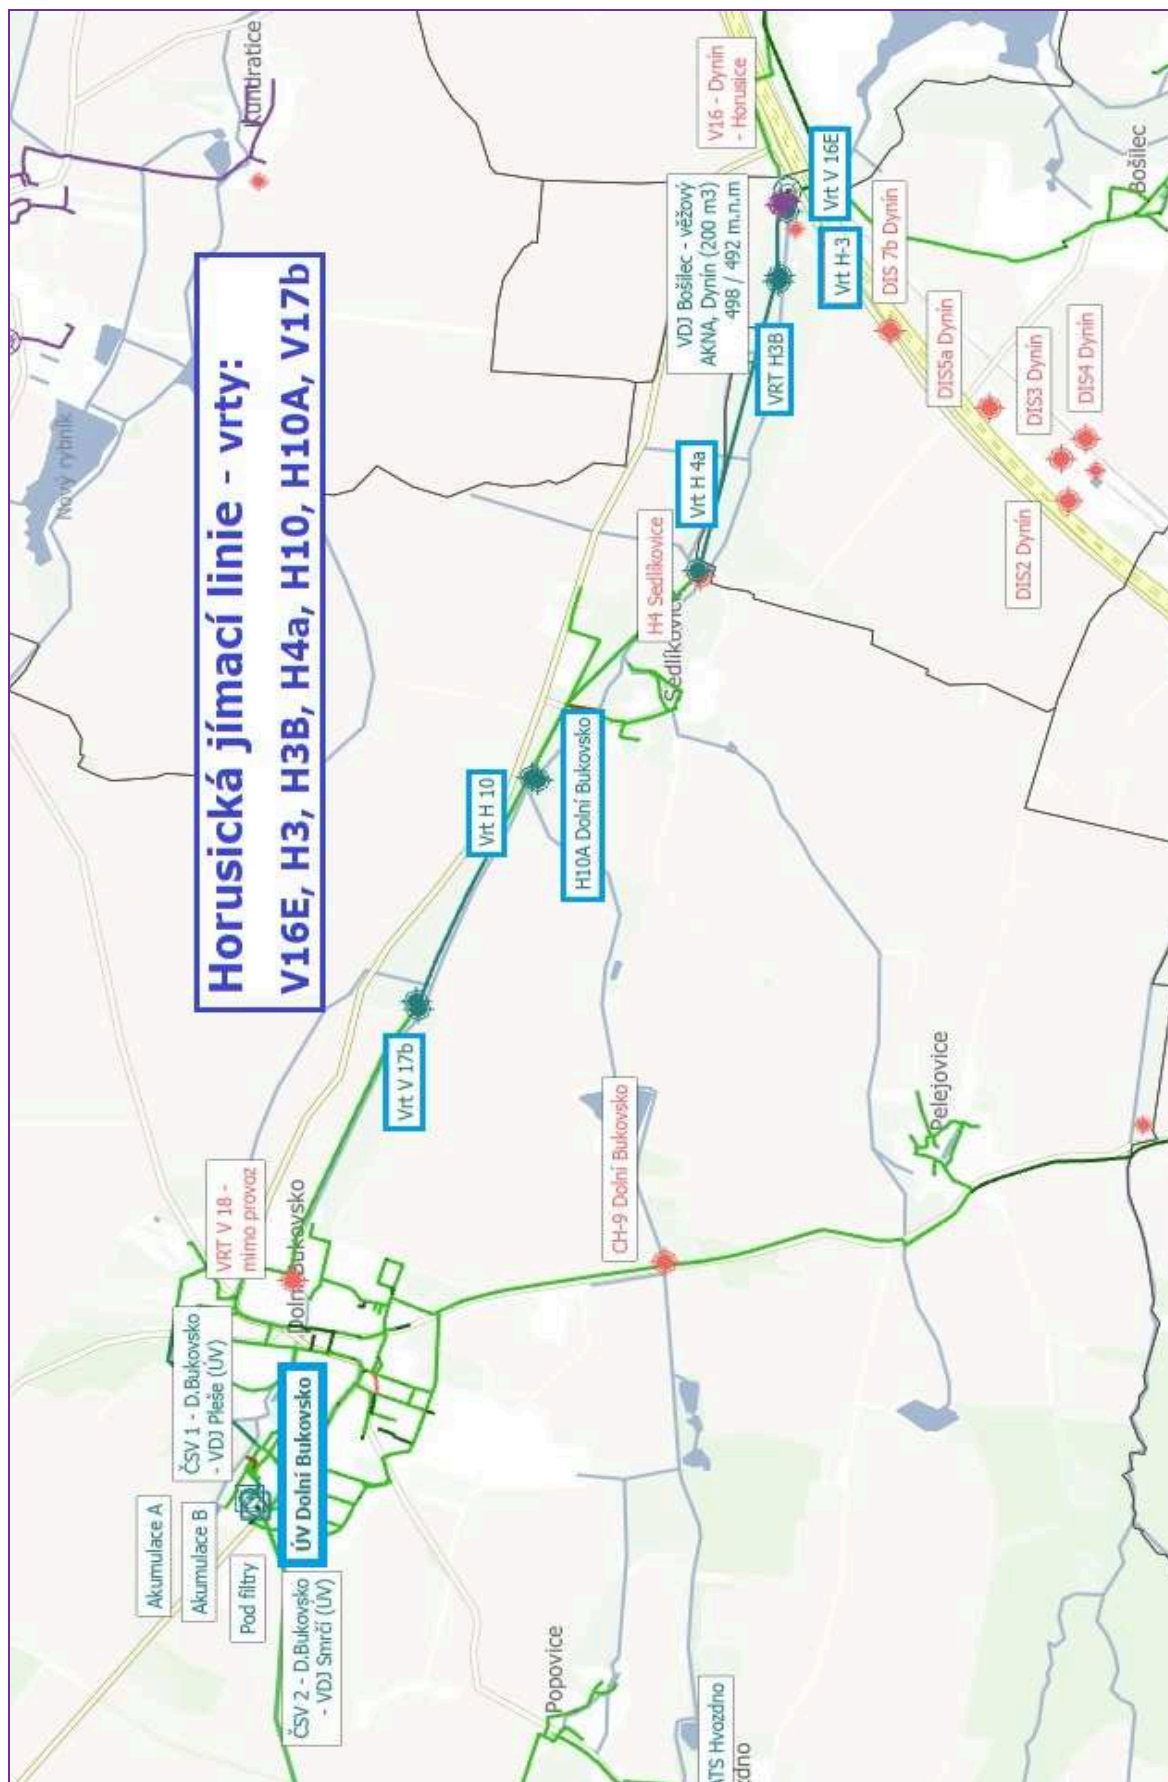 Horusická jímací linie - vrty:
V16E, H3, H3B, H4a, H10, H10A, V17b
Kundratice
Nový rybník
V16 - Dynín
- Horusice
VDJ Bošilec - věžový
AKNA, Dynín (200 m3)
498 / 492 m.n.m
Vrt V 16E
Vrt H-3
VRT H3B
Vrt H 4a
H4 Sedlíkovice
Sedlíkovic
DIS 7b Dynín
DIS5a Dynín
DIS3 Dynín
DIS4 Dynín
DIS2 Dynín
Bošilec
Vrt H 10
H10A Dolní Bukovsko
Vrt V 17b
VRT V 18 -
mimo provoz
Dolní Bukovsko
CH-9 Dolní Bukovsko
Pelejovice
ČSV 1 - D.Bukovsko
- VDJ Pleše (ÚV)
Akumulace A
Akumulace B
Pod filtry
ÚV Dolní Bukovsko
ČSV 2 - D.Bukovsko
- VDJ Smrčí (ÚV)
Popovice
ATS Hvozdno
zdno